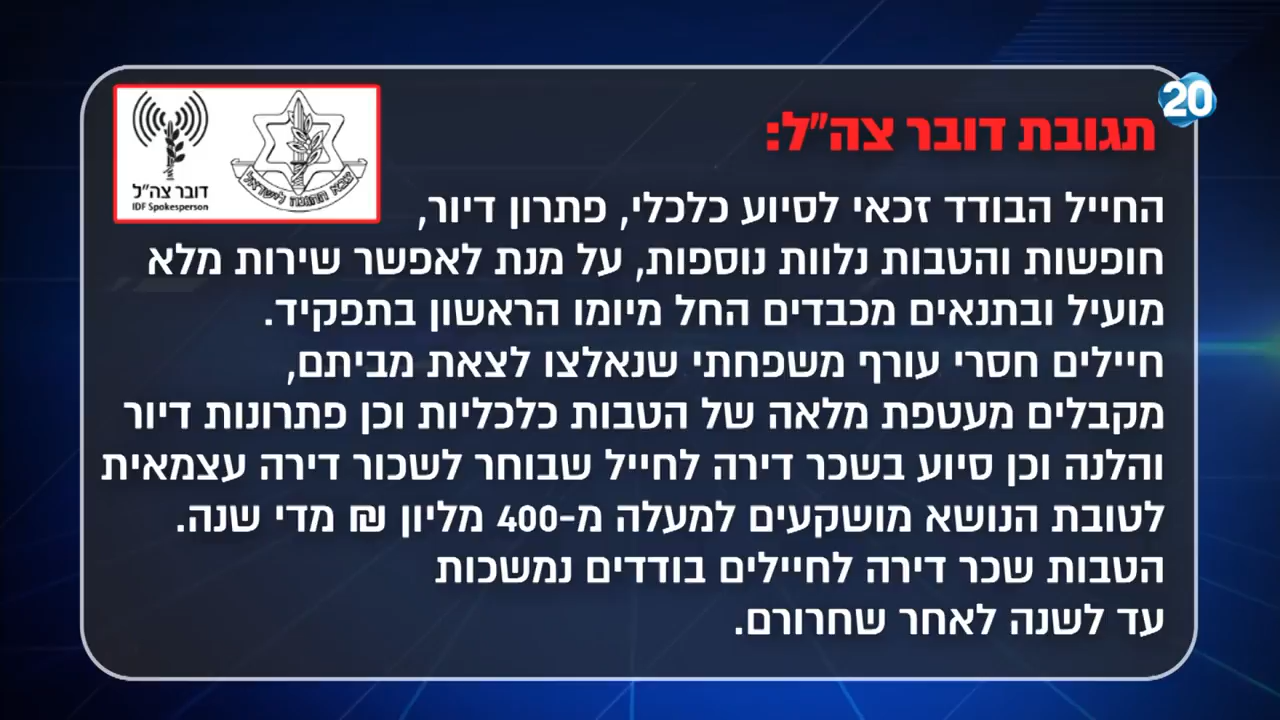 20
תגובת דובר צה"ל:
דובר צה"ל
IDF Spokesperson
צבא ההגנה לישראל
החייל הבודד זכאי לסיוע כלכלי, פתרון דיור,
חופשות והטבות נלוות נוספות, על מנת לאפשר שירות מלא
מועיל ובתנאים מכבדים החל מיומו הראשון בתפקיד.
חיילים חסרי עורף משפחתי שנאלצו לצאת מביתם,
מקבלים מעטפת מלאה של הטבות כלכליות וכן פתרונות דיור
והלנה וכן סיוע בשכר דירה לחייל שבוחר לשכור דירה עצמאית
לטובת הנושא מושקעים למעלה מ-400 מליון ₪ מדי שנה.
הטבות שכר דירה לחיילים בודדים נמשכות
עד לשנה לאחר שחרורם.